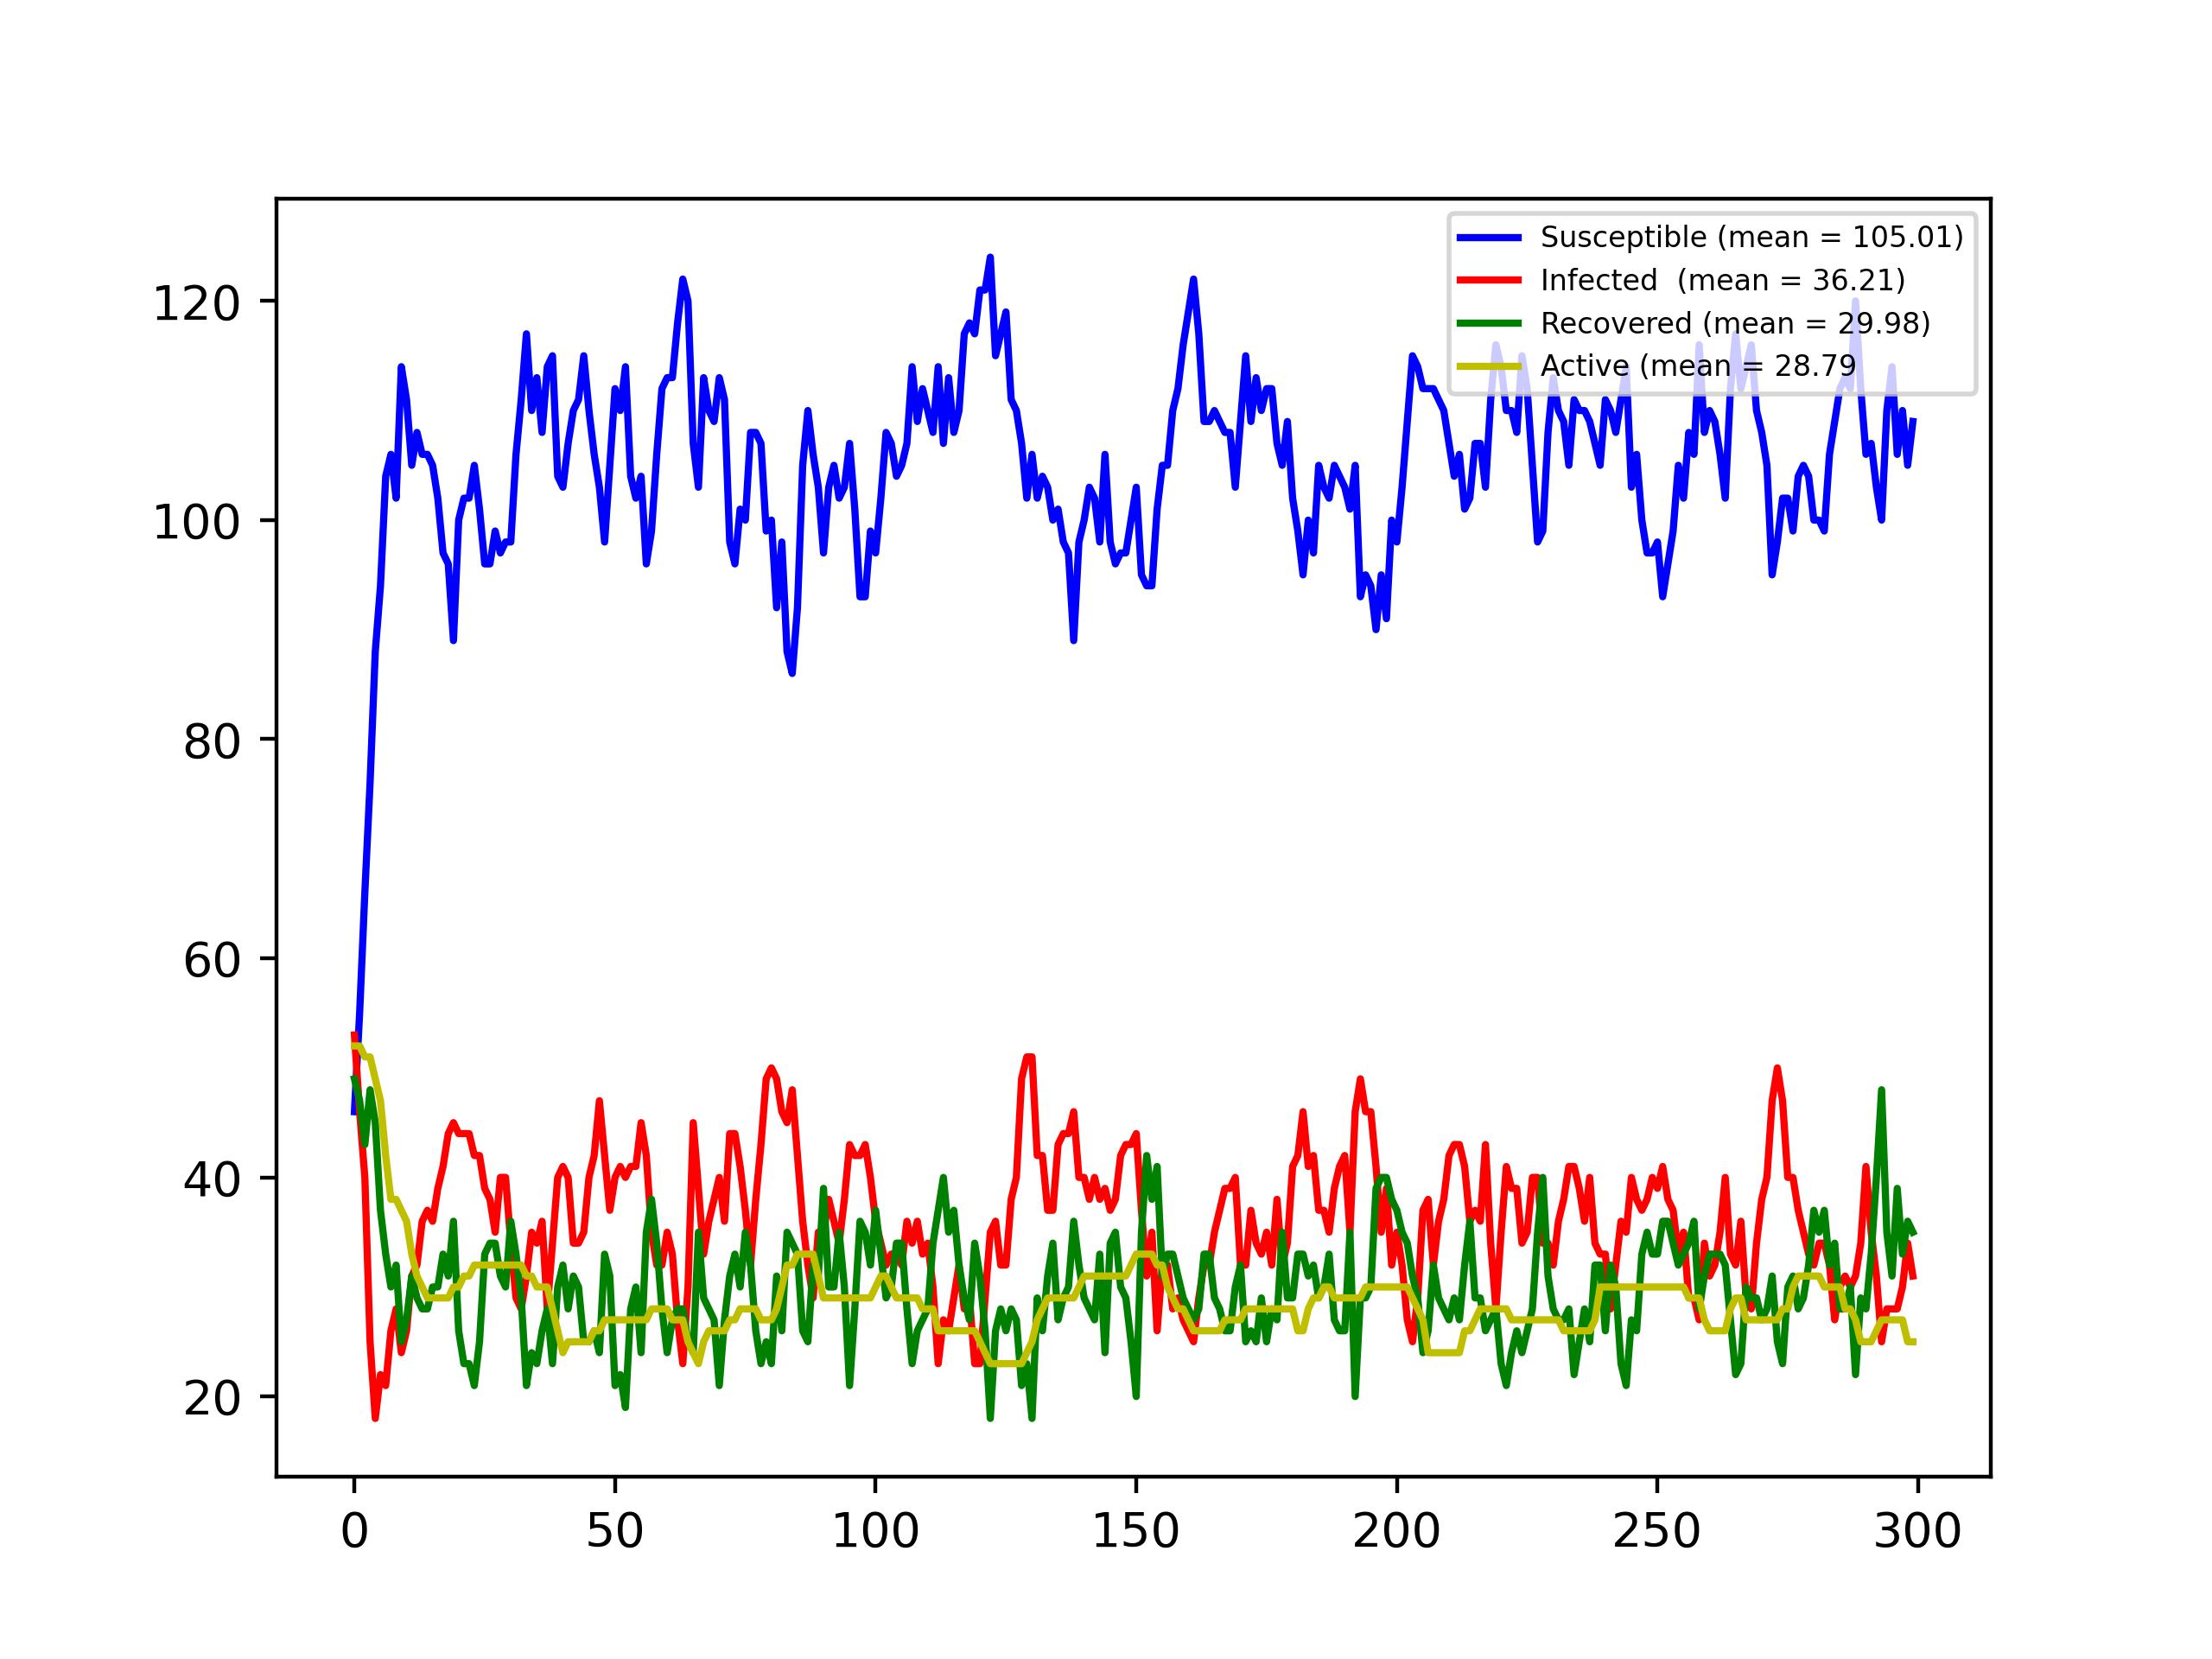 Susceptible (mean = 105.01)
Infected  (mean = 36.21)
Recovered (mean = 29.98)
Active (mean = 28.79
120
100
80
60
40
20
0 50 100 150 200 250 300